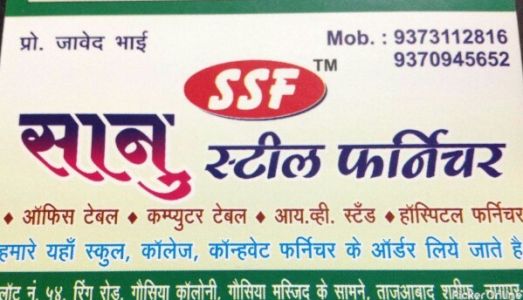 प्रो. जावेद भाई
Mob. : 9373112816
9370945652
SSF TM
सानु स्टील फर्निचर
♦ ऑफिस टेबल ♦ कम्प्युटर टेबल ♦ आय.व्ही. स्टँड ♦ हॉस्पिटल फर्निचर
हमारे यहाँ स्कुल, कॉलेज, कॉन्हवेट फर्निचर के ऑर्डर लिये जाते है
प्लॉट नं. ५४, रिंग रोड, गौसिया कॉलोनी, गौसिया मस्जिद के सामने, ताजआबाद शरीफ,